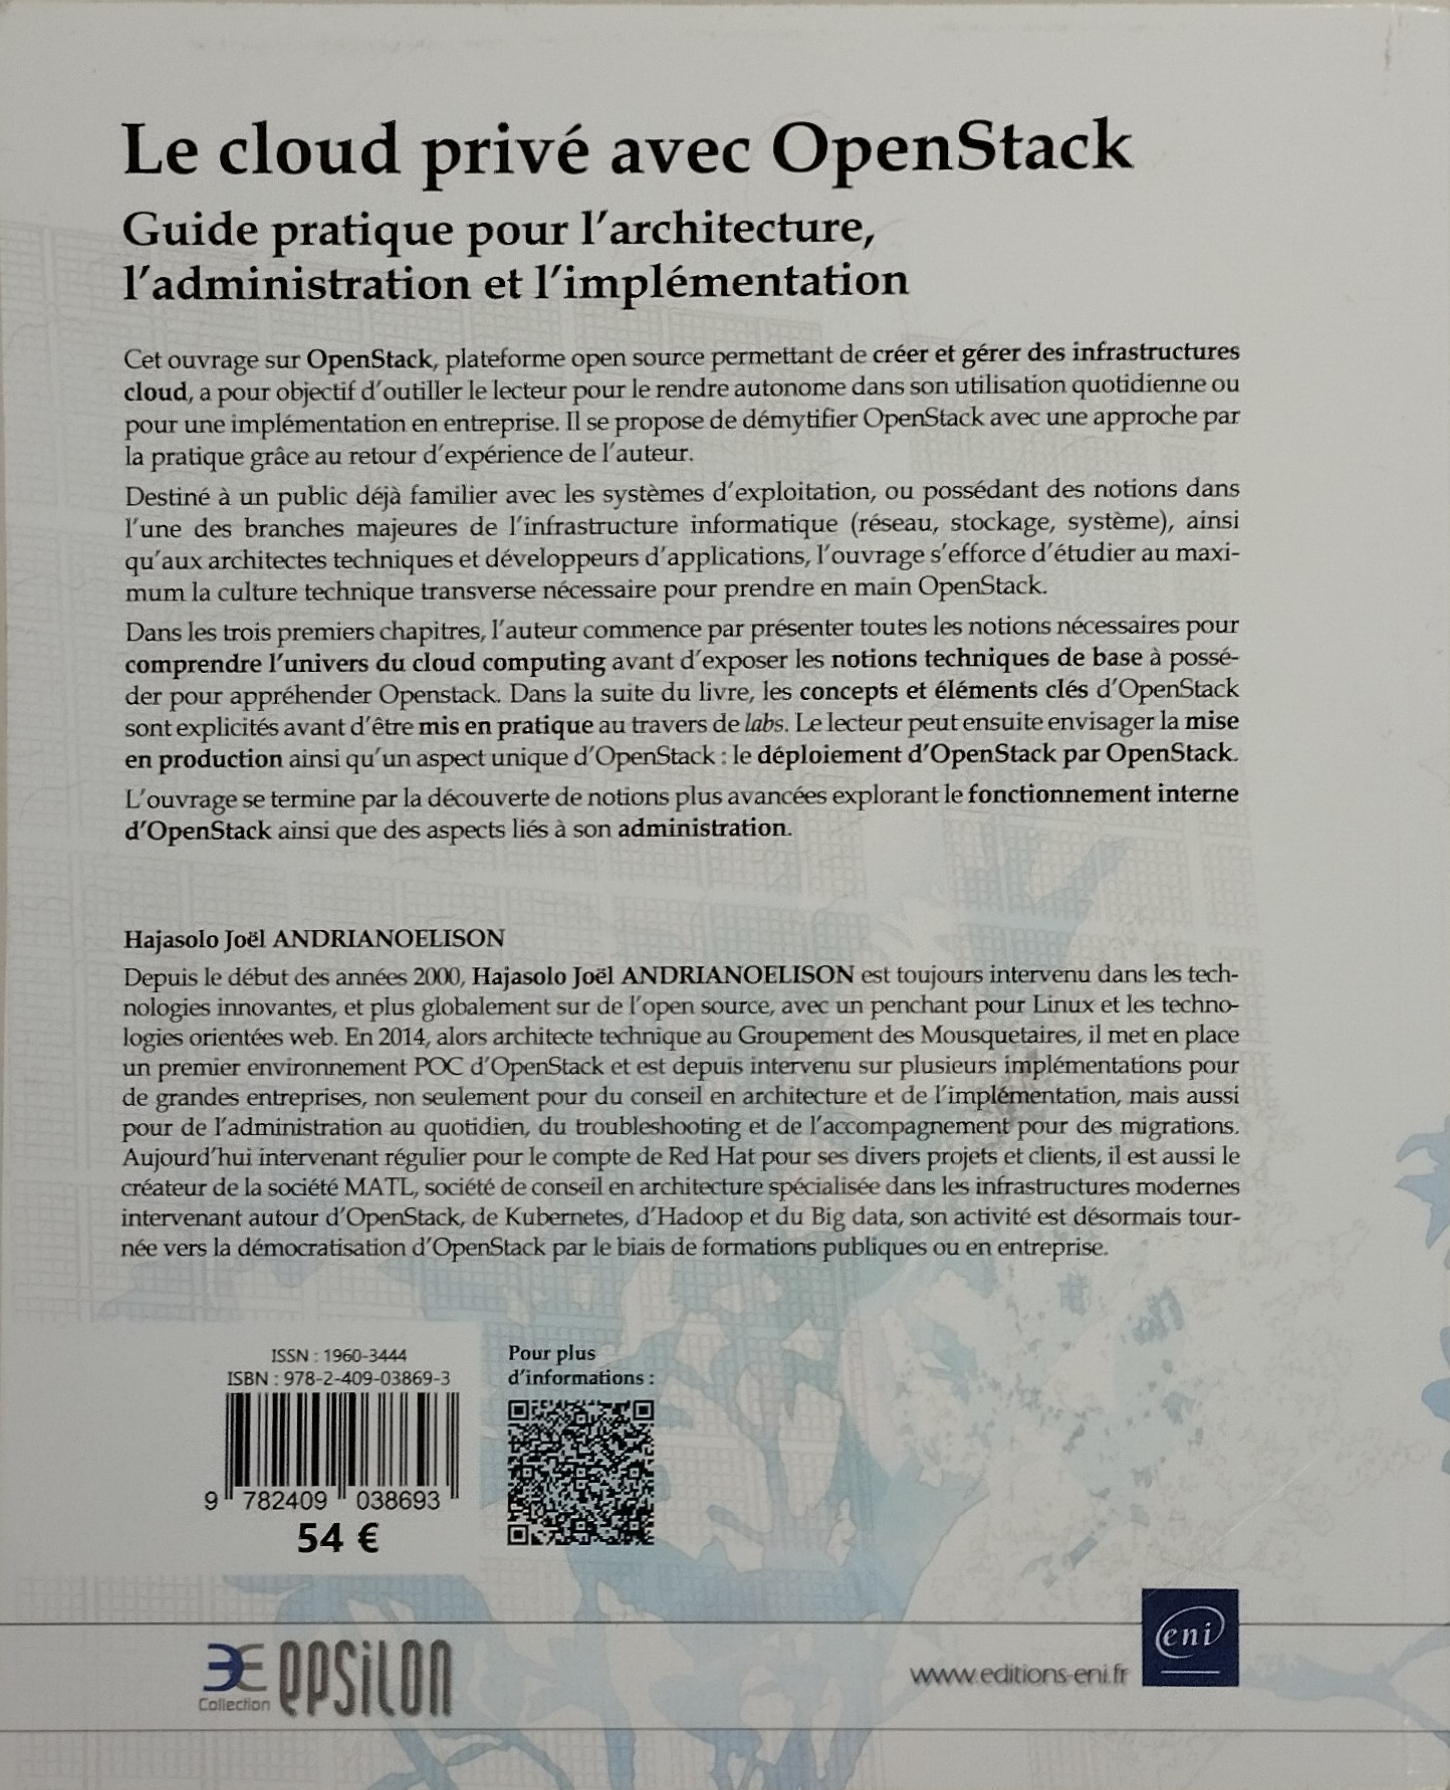 Le cloud privé avec OpenStack
Guide pratique pour l'architecture,
l'administration et l'implémentation
Cet ouvrage sur OpenStack, plateforme open source permettant de créer et gérer des infrastructures
cloud, a pour objectif d'outiller le lecteur pour le rendre autonome dans son utilisation quotidienne ou
pour une implémentation en entreprise. Il se propose de démytifier OpenStack avec une approche par
la pratique grâce au retour d'expérience de l'auteur.
Destiné à un public déjà familier avec les systèmes d'exploitation, ou possédant des notions dans
l'une des branches majeures de l'infrastructure informatique (réseau, stockage, système), ainsi
qu'aux architectes techniques et développeurs d'applications, l'ouvrage s'efforce d'étudier au maxi-
mum la culture technique transverse nécessaire pour prendre en main OpenStack.
Dans les trois premiers chapitres, l'auteur commence par présenter toutes les notions nécessaires pour
comprendre l'univers du cloud computing avant d'exposer les notions techniques de base à possé-
der pour appréhender Openstack. Dans la suite du livre, les concepts et éléments clés d'OpenStack
sont explicités avant d'être mis en pratique au travers de labs. Le lecteur peut ensuite envisager la mise
en production ainsi qu'un aspect unique d'OpenStack : le déploiement d'OpenStack par OpenStack.
L'ouvrage se termine par la découverte de notions plus avancées explorant le fonctionnement interne
d'OpenStack ainsi que des aspects liés à son administration.
Hajasolo Joël ANDRIANOELISON
Depuis le début des années 2000, Hajasolo Joël ANDRIANOELISON est toujours intervenu dans les tech-
nologies innovantes, et plus globalement sur de l'open source, avec un penchant pour Linux et les techno-
logies orientées web. En 2014, alors architecte technique au Groupement des Mousquetaires, il met en place
un premier environnement POC d'OpenStack et est depuis intervenu sur plusieurs implémentations pour
de grandes entreprises, non seulement pour du conseil en architecture et de l'implémentation, mais aussi
pour de l'administration au quotidien, du troubleshooting et de l'accompagnement pour des migrations.
Aujourd'hui intervenant régulier pour le compte de Red Hat pour ses divers projets et clients, il est aussi le
créateur de la société MATL, société de conseil en architecture spécialisée dans les infrastructures modernes
intervenant autour d'OpenStack, de Kubernetes, d'Hadoop et du Big data, son activité est désormais tour-
née vers la démocratisation d'OpenStack par le biais de formations publiques ou en entreprise.
ISSN : 1960-3444
ISBN : 978-2-409-03869-3
9 782409 038693
54 €
Pour plus
d'informations :
Collection epsilon
www.editions-eni.fr
eni